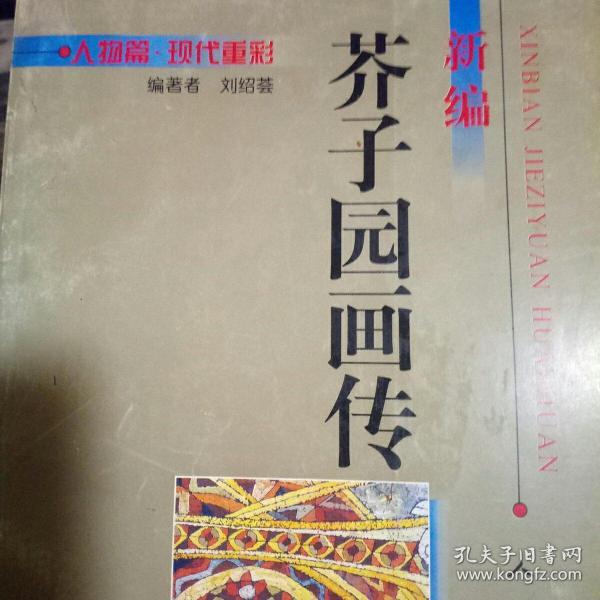 人物篇·现代重彩
编著者 刘绍荟
新编
芥子园画传
XINBIAN JIEZIYUAN HUAZHUAN
孔夫子旧书网
www.kongfz.com